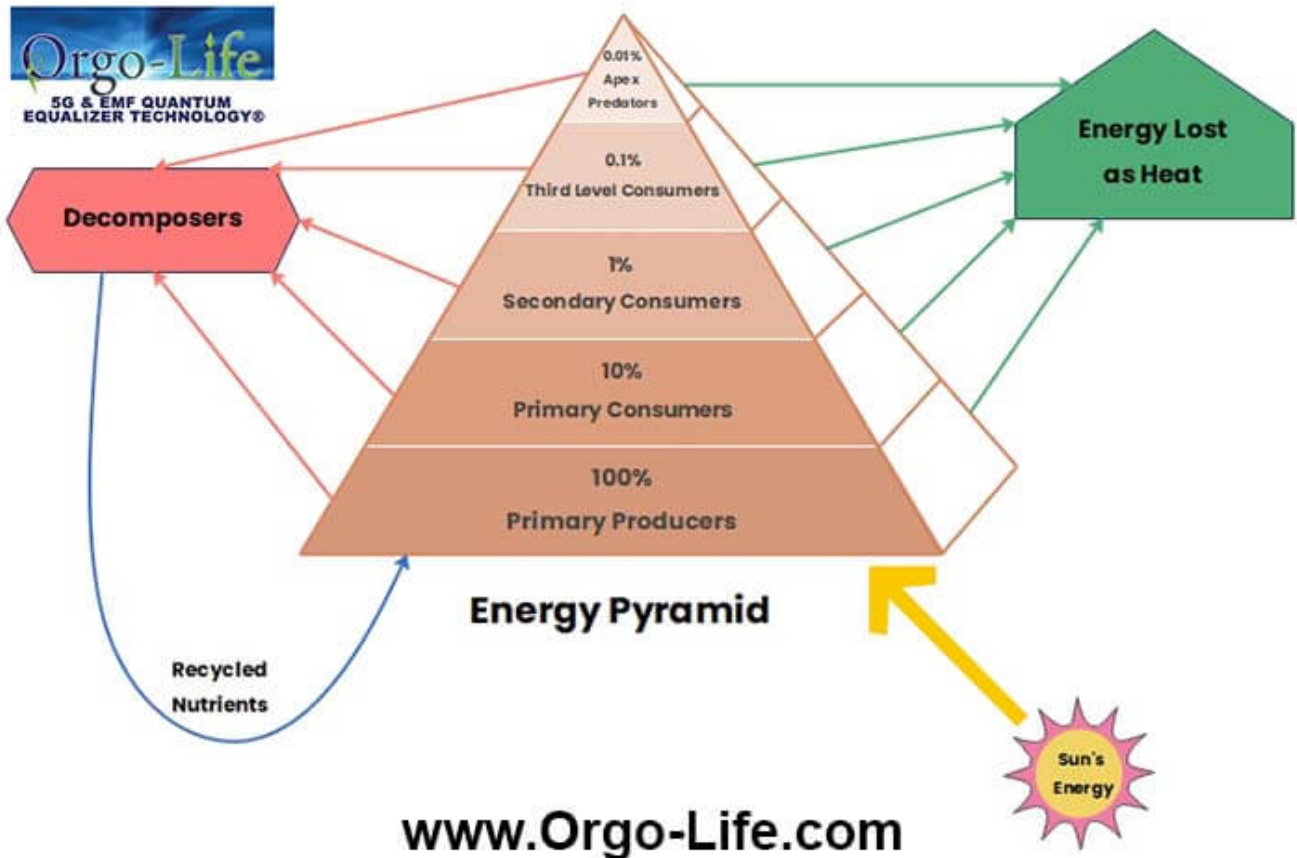 Orgo-Life
5G & EMF QUANTUM
EQUALIZER TECHNOLOGY®
0.01%
Apex
Predators
0.1%
Third Level Consumers
1%
Secondary Consumers
10%
Primary Consumers
100%
Primary Producers
Decomposers
Energy Lost
as Heat
Energy Pyramid
Recycled
Nutrients
Sun's
Energy
www.Orgo-Life.com